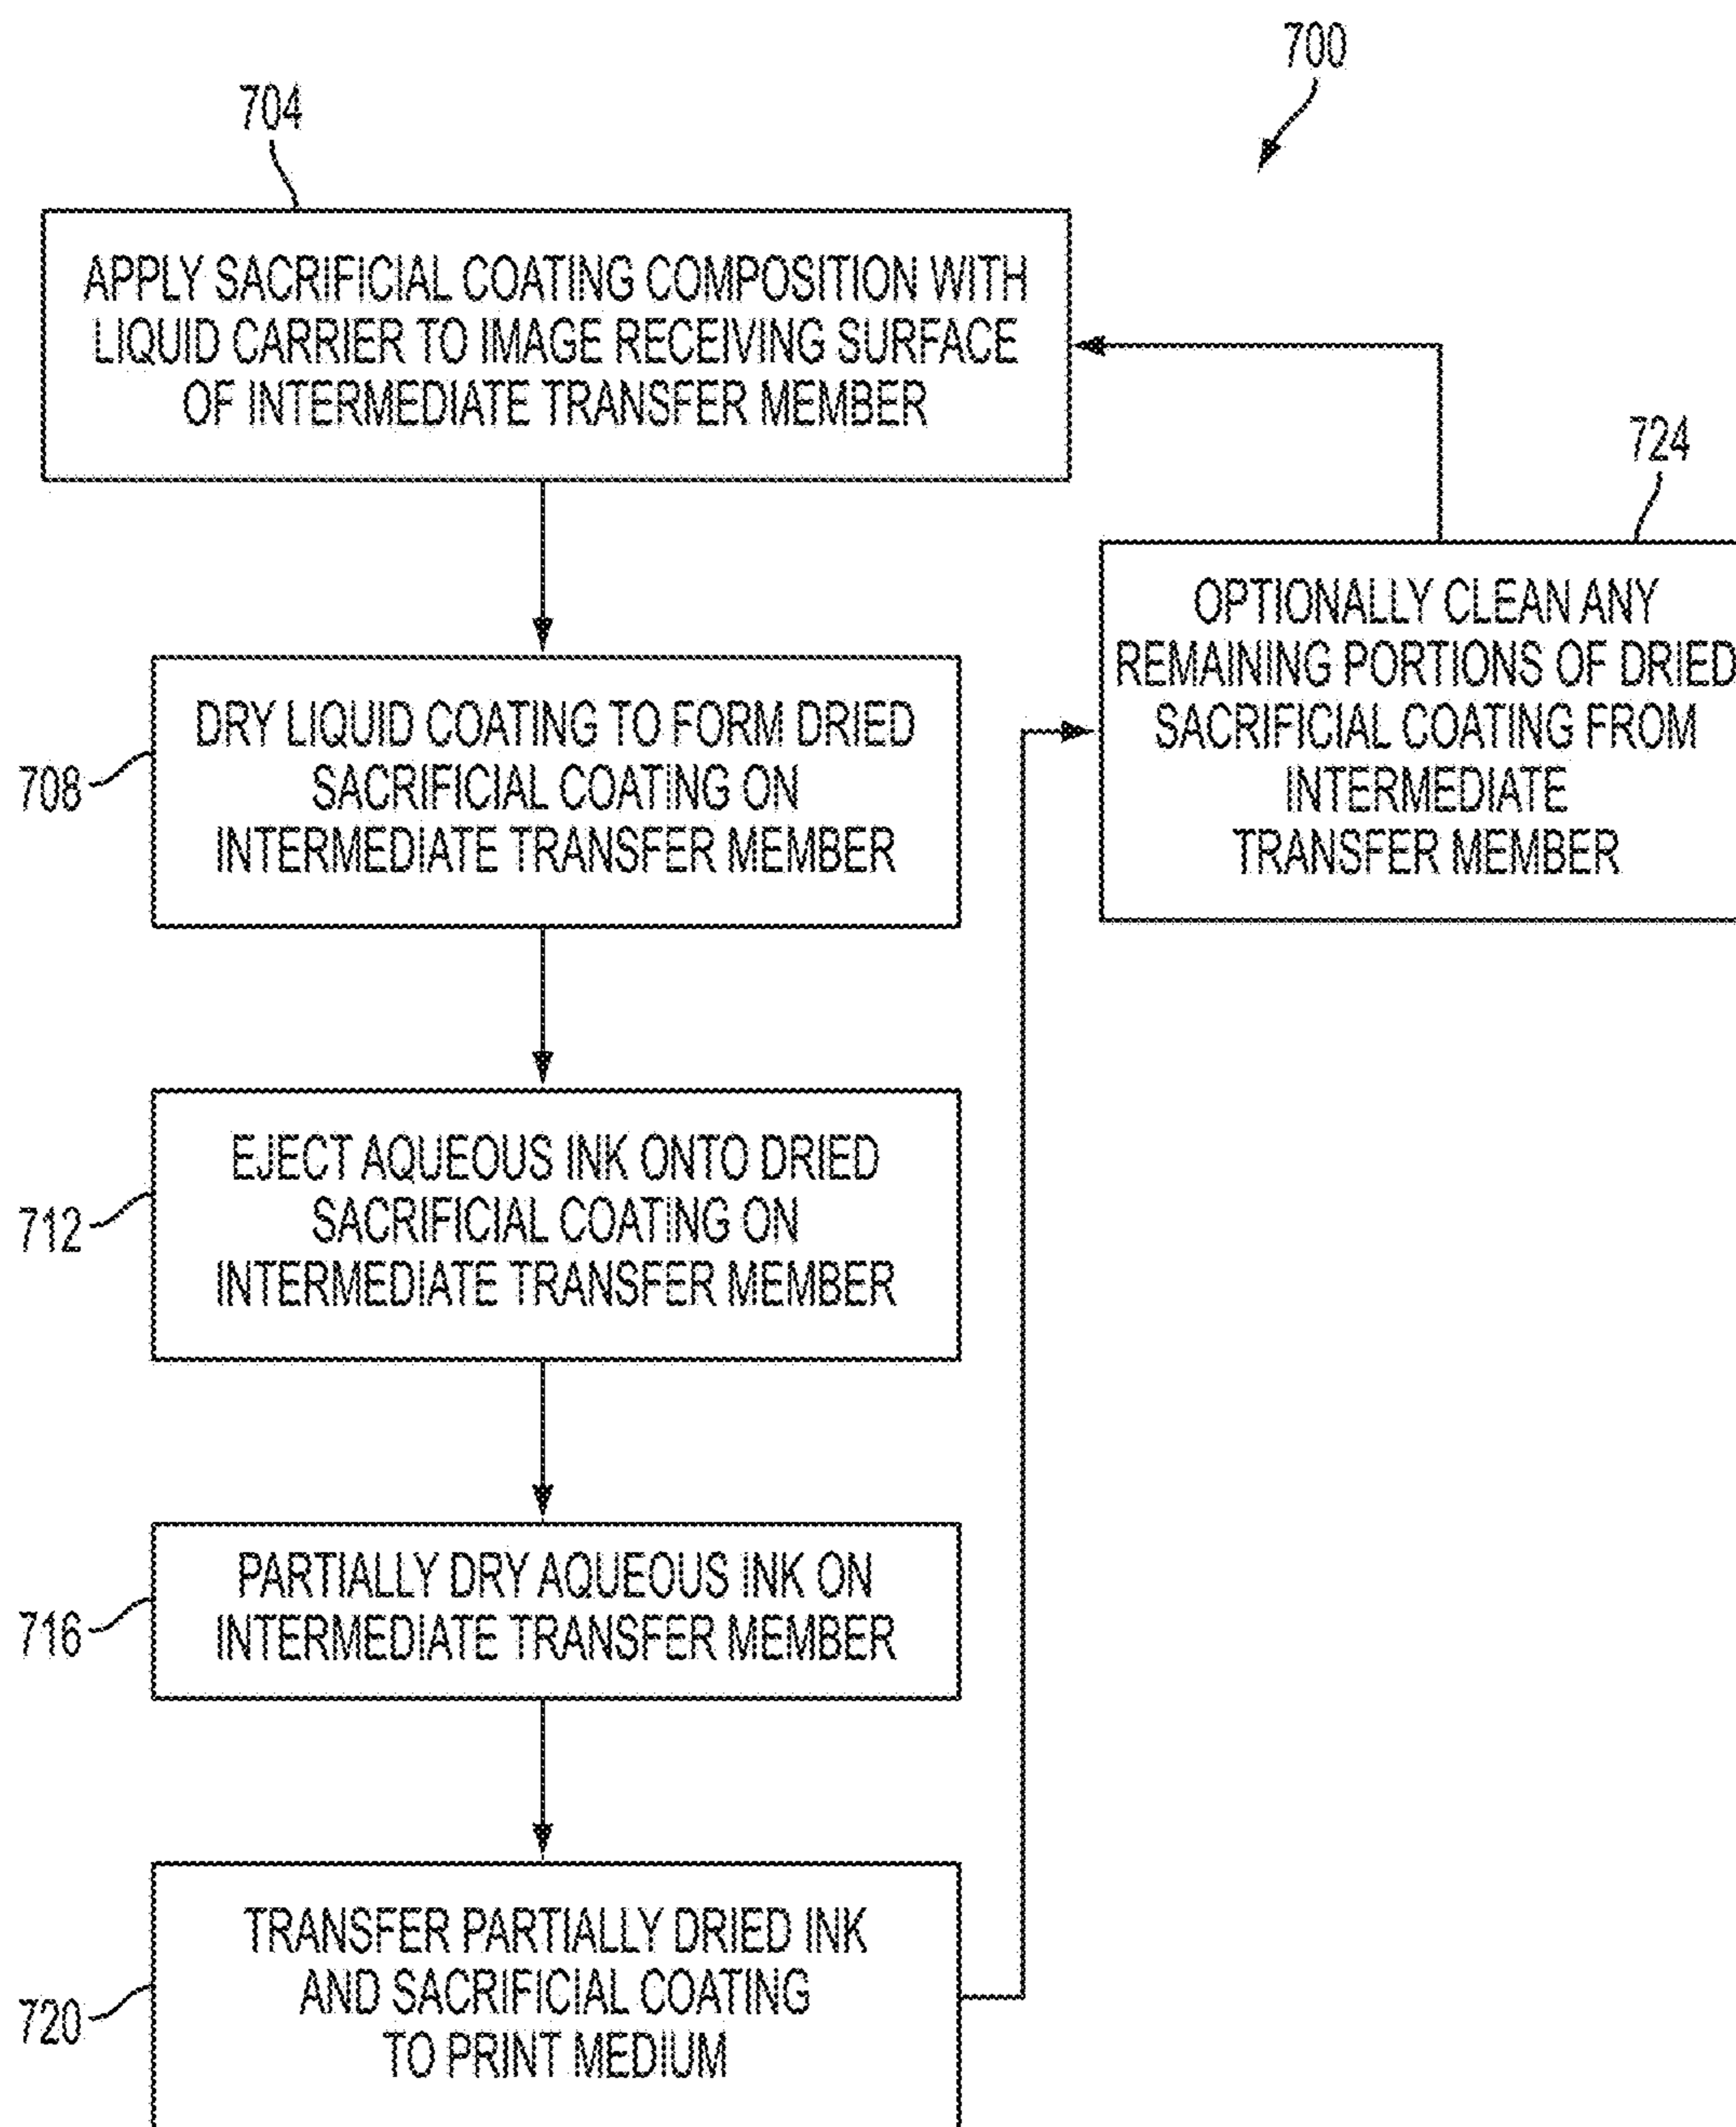 700
704
APPLY SACRIFICIAL COATING COMPOSITION WITH
LIQUID CARRIER TO IMAGE RECEIVING SURFACE
OF INTERMEDIATE TRANSFER MEMBER
724
OPTIONALLY CLEAN ANY
REMAINING PORTIONS OF DRIED
SACRIFICIAL COATING FROM
INTERMEDIATE
TRANSFER MEMBER
708
DRY LIQUID COATING TO FORM DRIED
SACRIFICIAL COATING ON
INTERMEDIATE TRANSFER MEMBER
712
EJECT AQUEOUS INK ONTO DRIED
SACRIFICIAL COATING ON
INTERMEDIATE TRANSFER MEMBER
716
PARTIALLY DRY AQUEOUS INK ON
INTERMEDIATE TRANSFER MEMBER
720
TRANSFER PARTIALLY DRIED INK
AND SACRIFICIAL COATING
TO PRINT MEDIUM